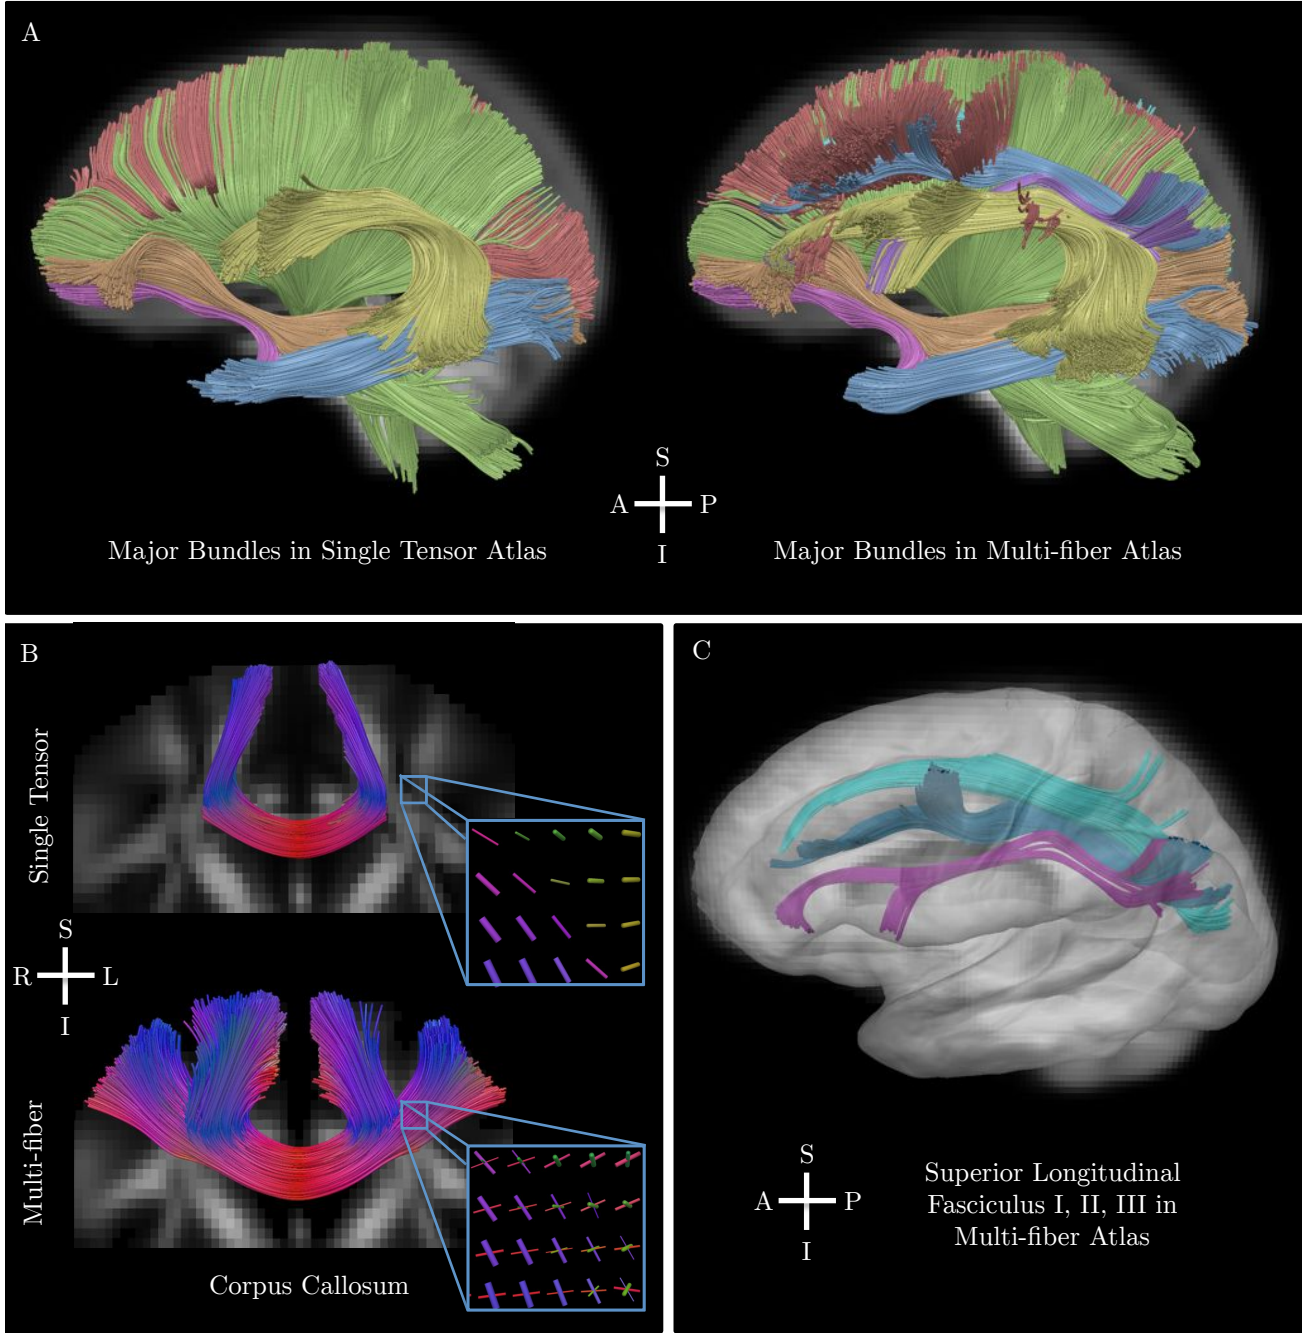 A
S
A P
I
Major Bundles in Single Tensor Atlas
Major Bundles in Multi-fiber Atlas
B
Single Tensor
S
R L
I
Multi-fiber
Corpus Callosum
C
S
A P
I
Superior Longitudinal
Fasciculus I, II, III in
Multi-fiber Atlas